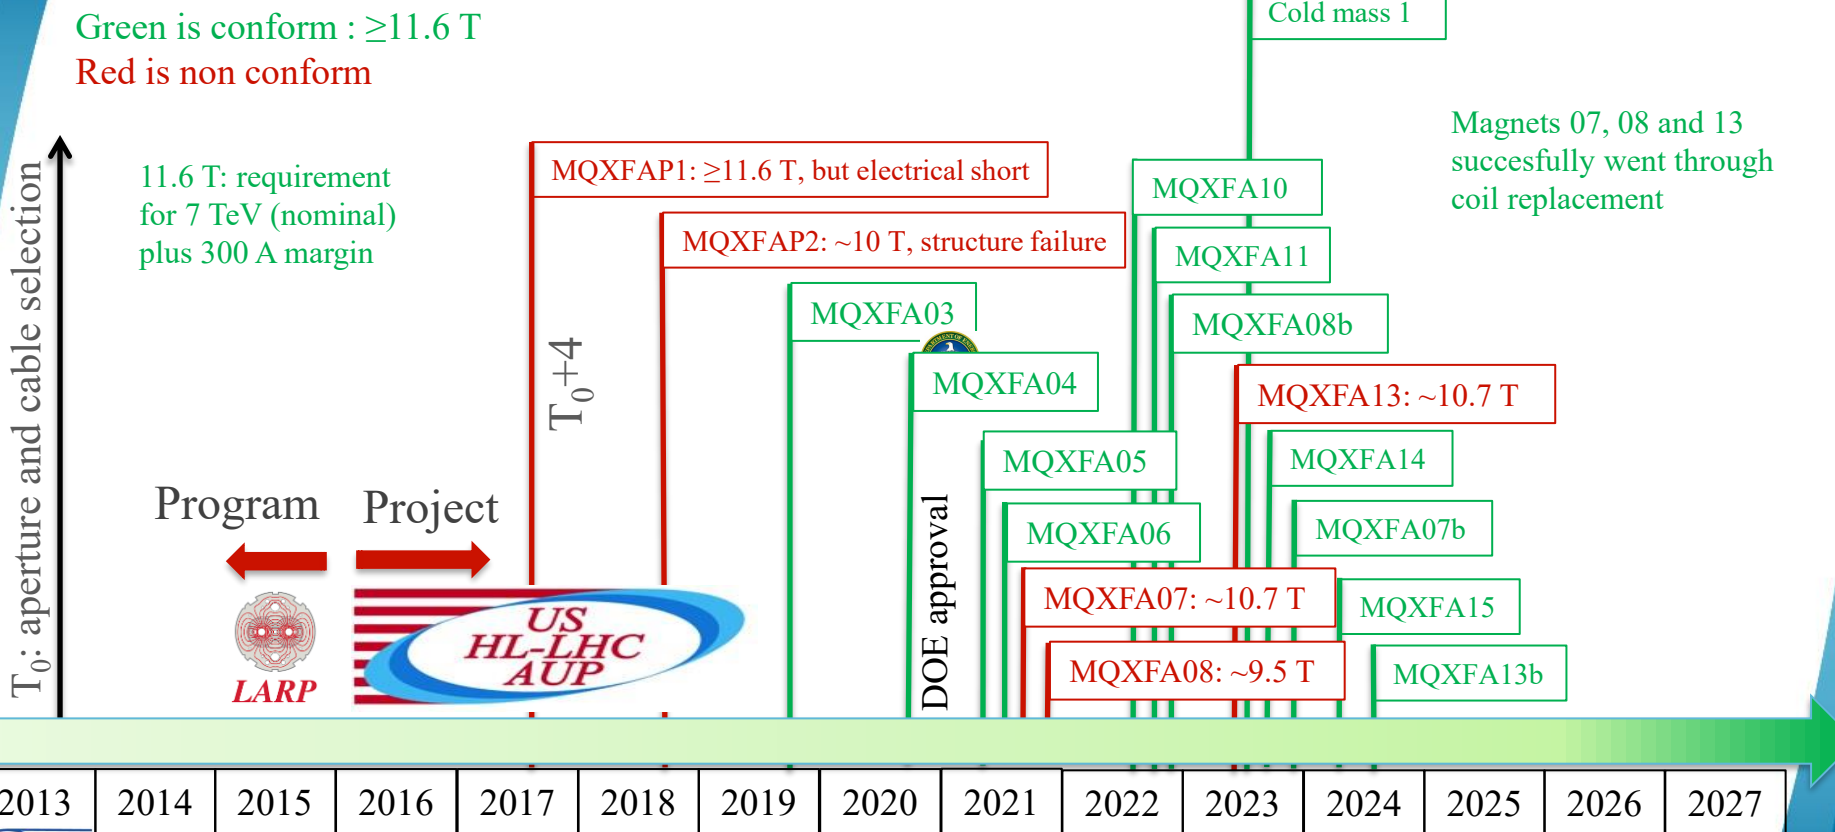 Green is conform : ≥11.6 T
Red is non conform
Cold mass 1
11.6 T: requirement
for 7 TeV (nominal)
plus 300 A margin
Magnets 07, 08 and 13
succesfully went through
coil replacement
T0: aperture and cable selection
MQXFAP1: ≥11.6 T, but electrical short
MQXFAP2: ~10 T, structure failure
T0+4
MQXFA03
MQXFA04
MQXFA05
MQXFA06
MQXFA07: ~10.7 T
MQXFA08: ~9.5 T
DOE approval
MQXFA10
MQXFA11
MQXFA08b
MQXFA13: ~10.7 T
MQXFA14
MQXFA07b
MQXFA15
MQXFA13b
Program
Project
LARP
US
HL-LHC
AUP
2013 2014 2015 2016 2017 2018 2019 2020 2021 2022 2023 2024 2025 2026 2027